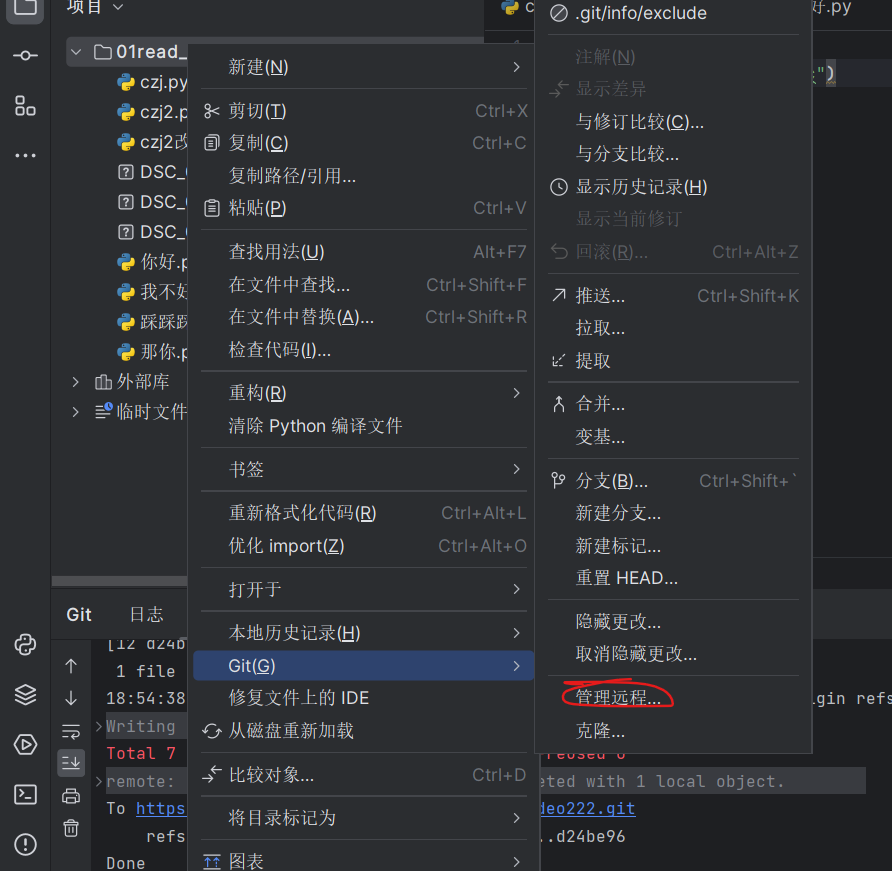 项目
好.py
01read_
czj.py
czj2.p
czj2改
DSC_
DSC_
DSC_
你好.p
我不好
踩踩踩
那你.p
外部库
临时文件
新建(N)
剪切(T) Ctrl+X
复制(C) Ctrl+C
复制路径/引用...
粘贴(P) Ctrl+V
查找用法(U) Alt+F7
在文件中查找... Ctrl+Shift+F
在文件中替换(A)... Ctrl+Shift+R
检查代码(I)...
重构(R)
清除 Python 编译文件
书签
重新格式化代码(R) Ctrl+Alt+L
优化 import(Z) Ctrl+Alt+O
打开于
本地历史记录(H)
Git(G)
修复文件上的 IDE
从磁盘重新加载
比较对象... Ctrl+D
将目录标记为
图表
.git/info/exclude
注解(N)
显示差异
与修订比较(C)...
与分支比较...
显示历史记录(H)
显示当前修订
回滚(R)... Ctrl+Alt+Z
推送... Ctrl+Shift+K
拉取...
提取
合并...
变基...
分支(B)... Ctrl+Shift+`
新建分支...
新建标记...
重置 HEAD...
隐藏更改...
取消隐藏更改...
管理远程...
克隆...
")
Git 日志
[12 d24b
1 file
18:54:38 gin refs
Writing
Total 7 reused 0
remote: eted with 1 local object.
To https deo222.git
refs ..d24be96
Done